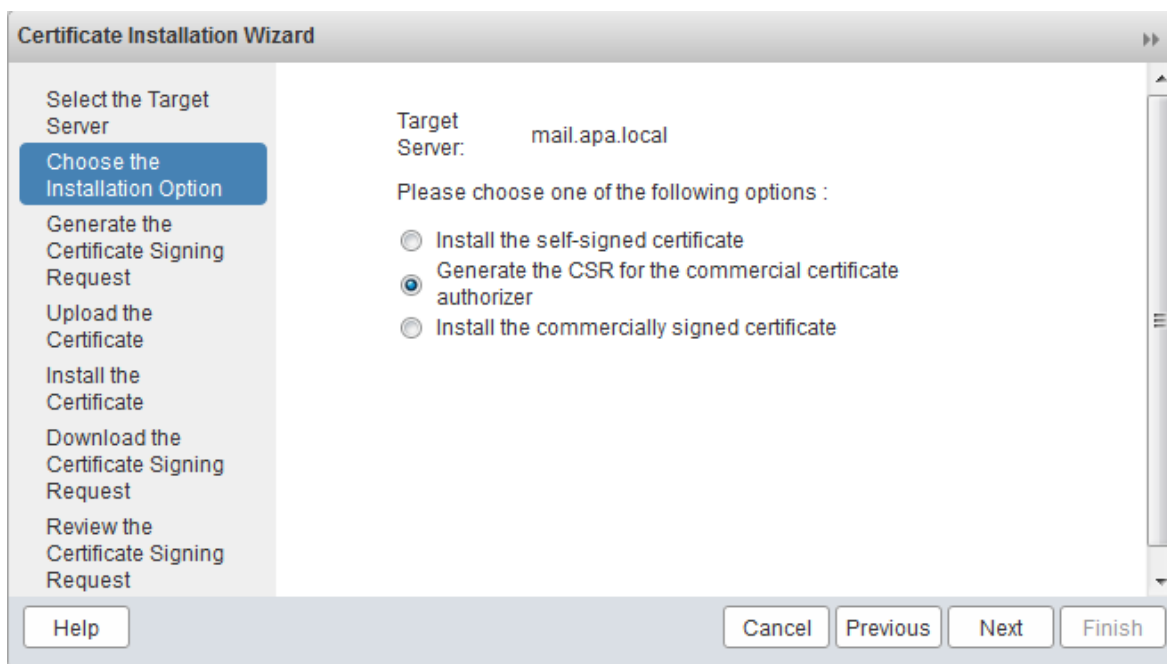 Certificate Installation Wizard
Select the Target
Server
Choose the
Installation Option
Generate the
Certificate Signing
Request
Upload the
Certificate
Install the
Certificate
Download the
Certificate Signing
Request
Review the
Certificate Signing
Request
Target
Server:
mail.apa.local
Please choose one of the following options :
Install the self-signed certificate
Generate the CSR for the commercial certificate
authorizer
Install the commercially signed certificate
Help
Cancel
Previous
Next
Finish